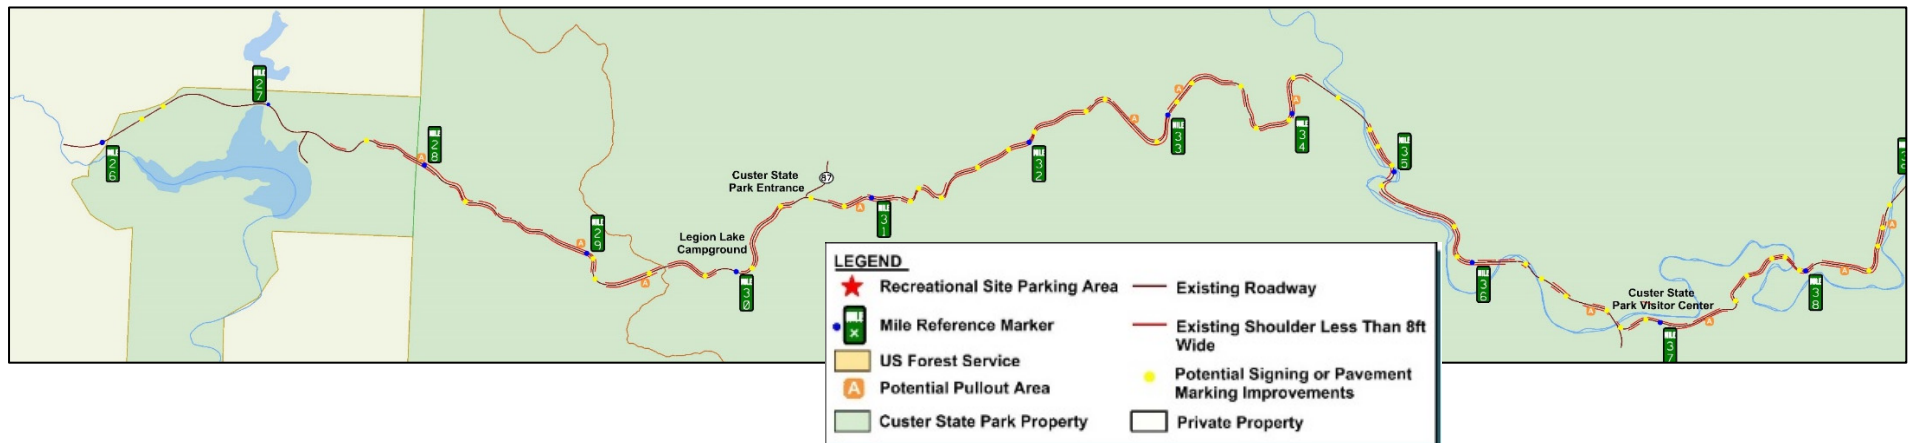 MILE
27
MILE
26
A
MILE
28
A
MILE
29
A
Legion Lake
Campground
MILE
30
Custer State
Park Entrance
87
A
MILE
31
MILE
32
A
A
MILE
33
A
MILE
34
MILE
35
MILE
36
A
Custer State
Park Visitor Center
MILE
37
A
MILE
38
A
A
LEGEND
Recreational Site Parking Area
MILE
X
Mile Reference Marker
US Forest Service
A Potential Pullout Area
Custer State Park Property
Existing Roadway
Existing Shoulder Less Than 8ft
Wide
Potential Signing or Pavement
Marking Improvements
Private Property